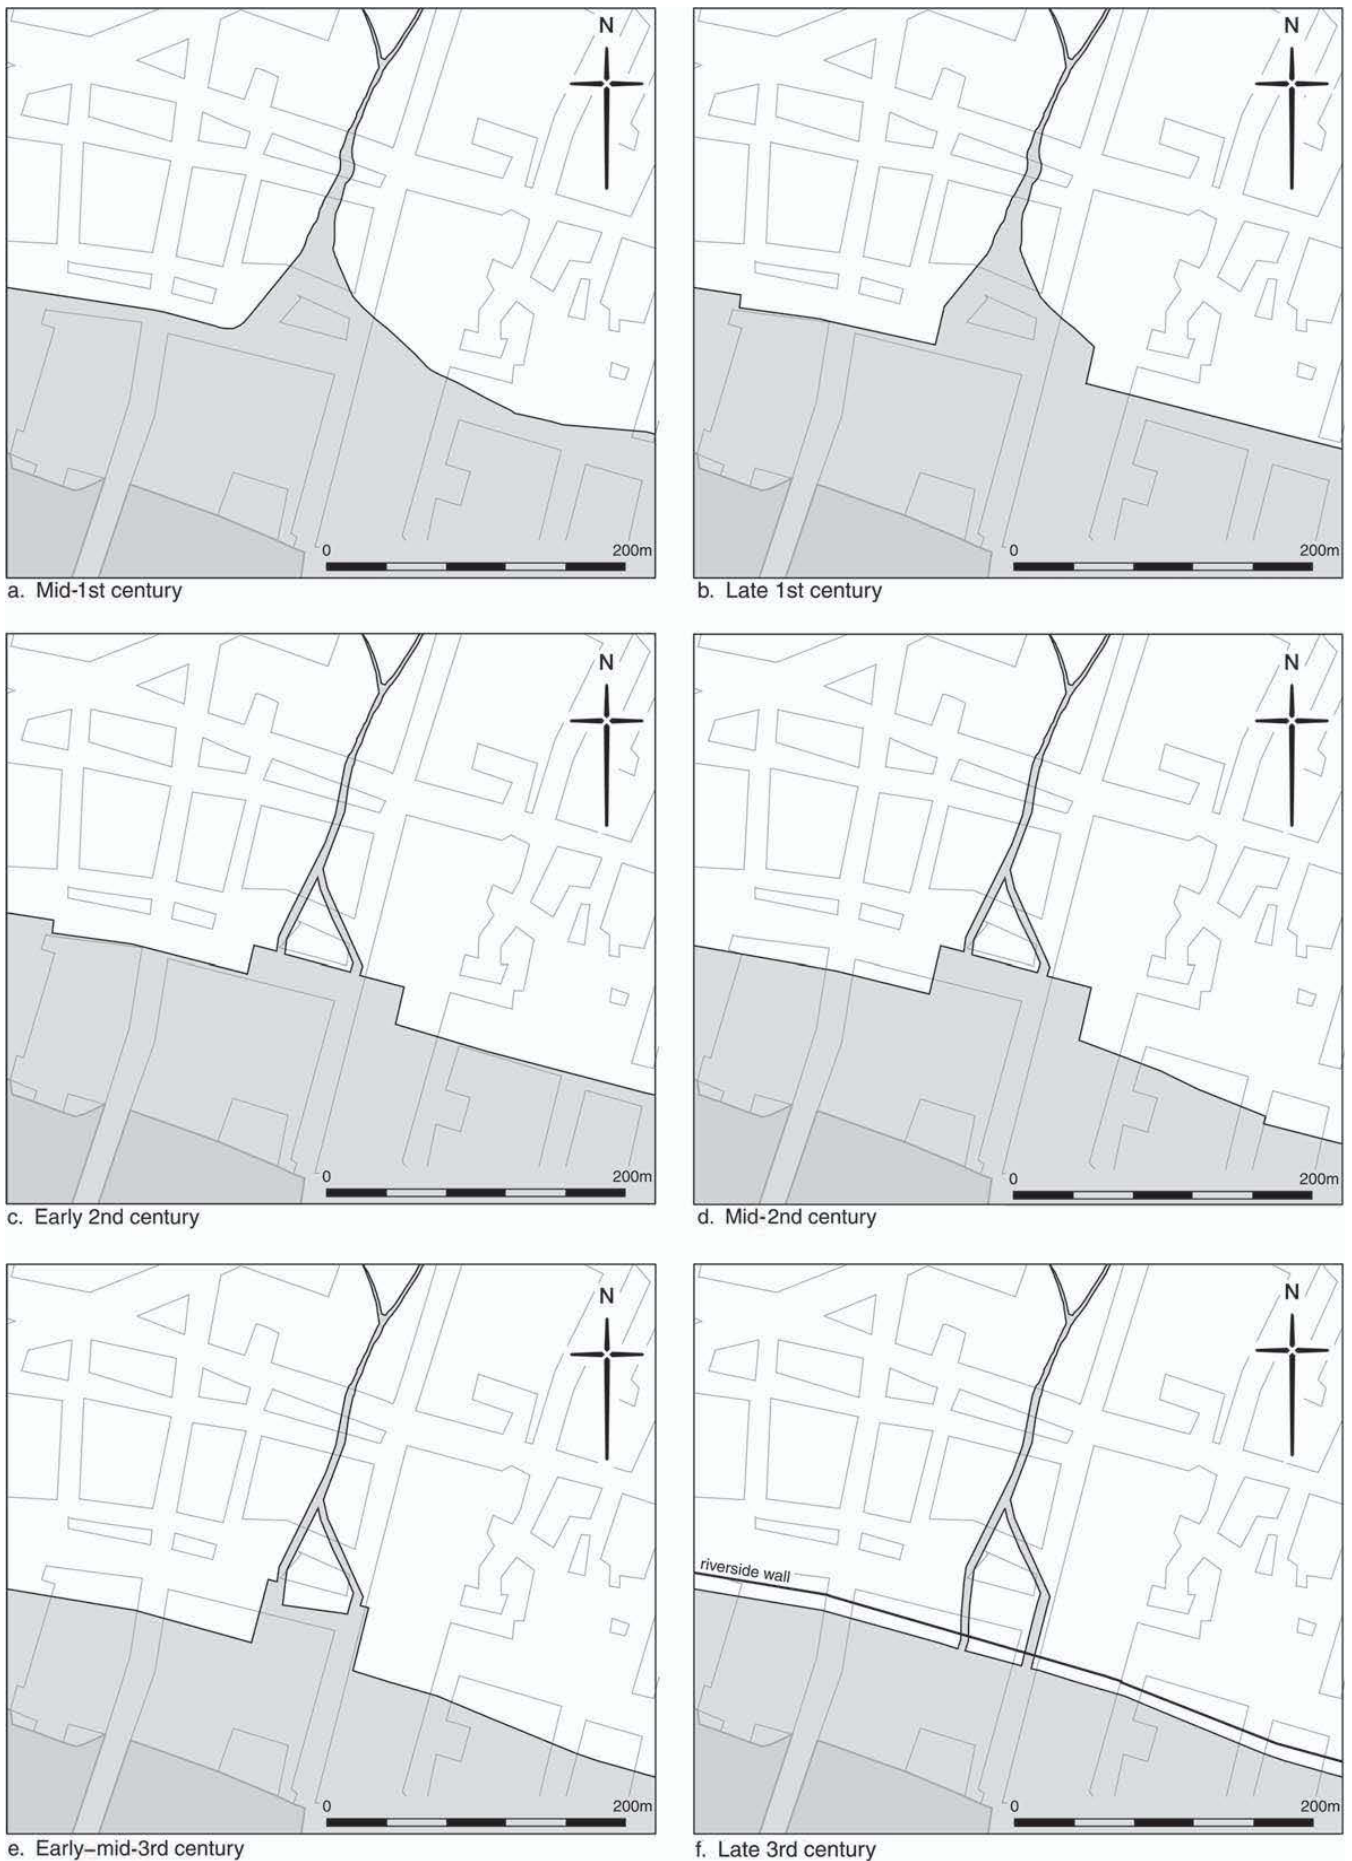 N
N
0 200m
0 200m
a. Mid-1st century
b. Late 1st century
N
N
0 200m
0 200m
c. Early 2nd century
d. Mid-2nd century
N
N
riverside wall
0 200m
0 200m
e. Early–mid-3rd century
f. Late 3rd century